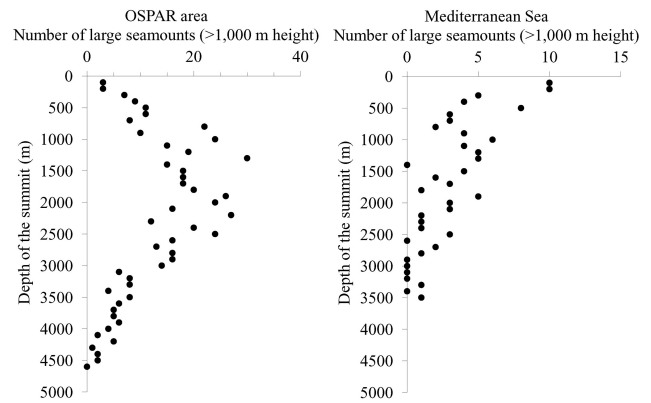 OSPAR area
Number of large seamounts (>1,000 m height)
0 20 40
Depth of the summit (m)
0
500
1000
1500
2000
2500
3000
3500
4000
4500
5000
Mediterranean Sea
Number of large seamounts (>1,000 m height)
0 5 10 15
Depth of the summit (m)
0
500
1000
1500
2000
2500
3000
3500
4000
4500
5000